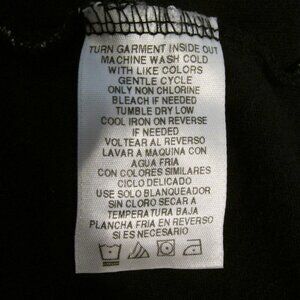 TURN GARMENT INSIDE OUT
MACHINE WASH COLD
WITH LIKE COLORS
GENTLE CYCLE
ONLY NON CHLORINE
BLEACH IF NEEDED
TUMBLE DRY LOW
COOL IRON ON REVERSE
IF NEEDED
VOLTEAR AL REVERSO
LAVAR A MAQUINA CON
AGUA FRIA
CON COLORES SIMILARES
CICLO DELICADO
USE SOLO BLANQUEADOR
SIN CLORO SECAR A
TEMPERATURA BAJA
PLANCHA FRIA EN REVERSO
SI ES NECESARIO